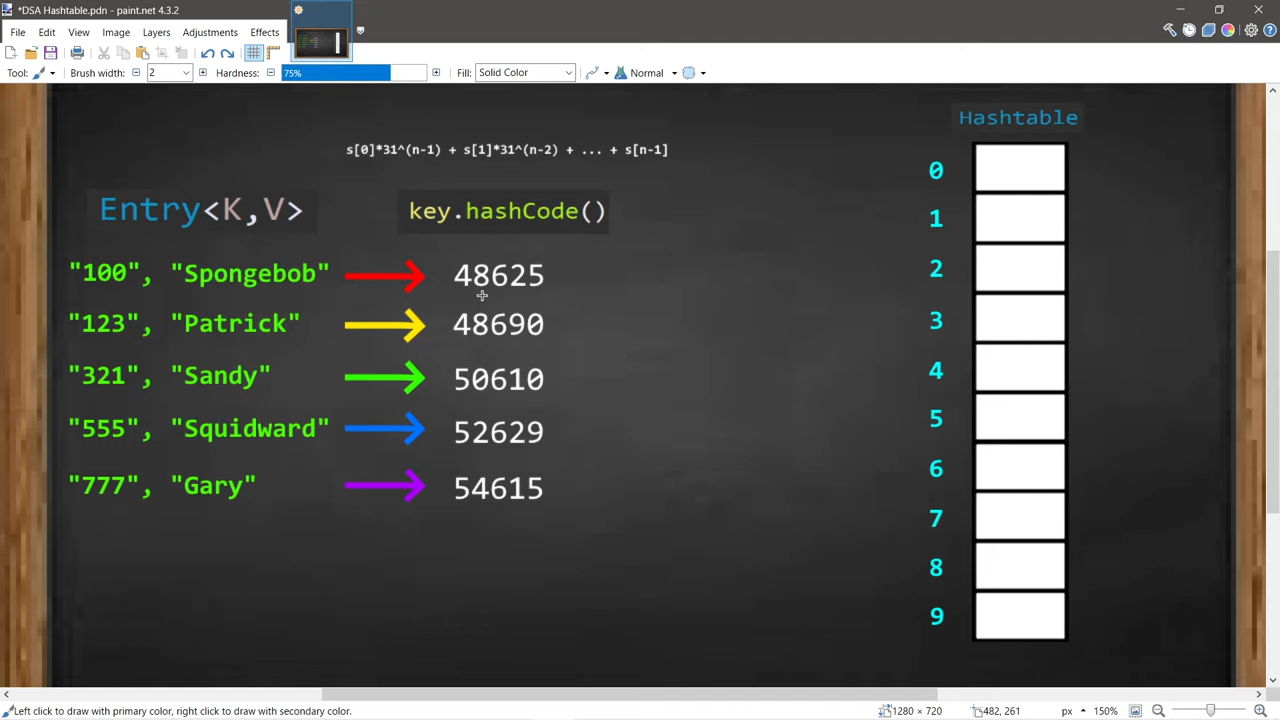 *DSA Hashtable.pdn - paint.net 4.3.2
File Edit View Image Layers Adjustments Effects
Tool: Brush width: 2 Hardness: 75% Fill: Solid Color Normal
Hashtable
s[0]*31^(n-1) + s[1]*31^(n-2) + ... + s[n-1]
Entry<K,V> key.hashCode()
"100", "Spongebob" 48625
"123", "Patrick" 48690
"321", "Sandy" 50610
"555", "Squidward" 52629
"777", "Gary" 54615
0
1
2
3
4
5
6
7
8
9
Left click to draw with primary color, right click to draw with secondary color. 1280 × 720 482, 261 px 150%